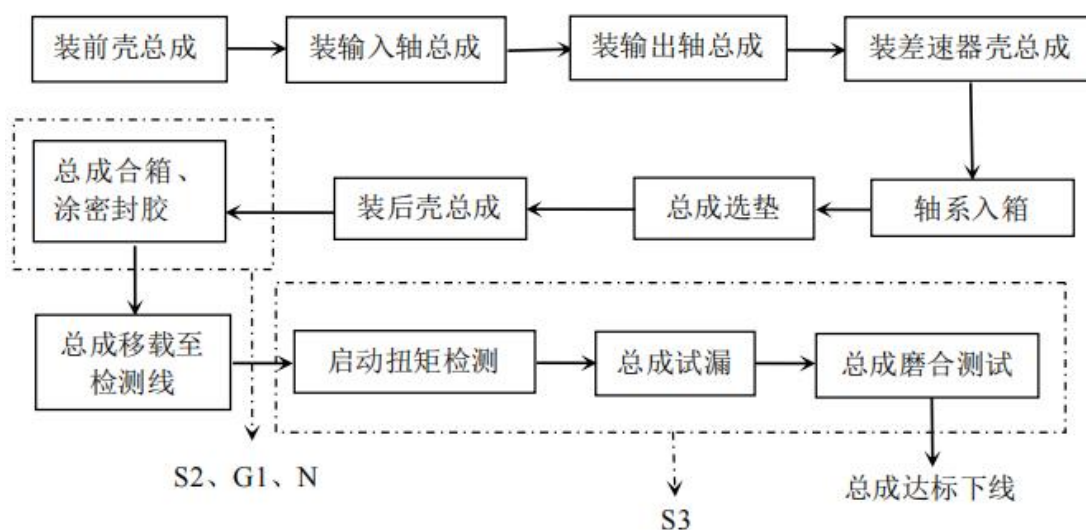 装前壳总成
装输入轴总成
装输出轴总成
装差速器壳总成
总成合箱、
涂密封胶
装后壳总成
总成选垫
轴系入箱
总成移载至
检测线
启动扭矩检测
总成试漏
总成磨合测试
S2、G1、N
总成达标下线
S3